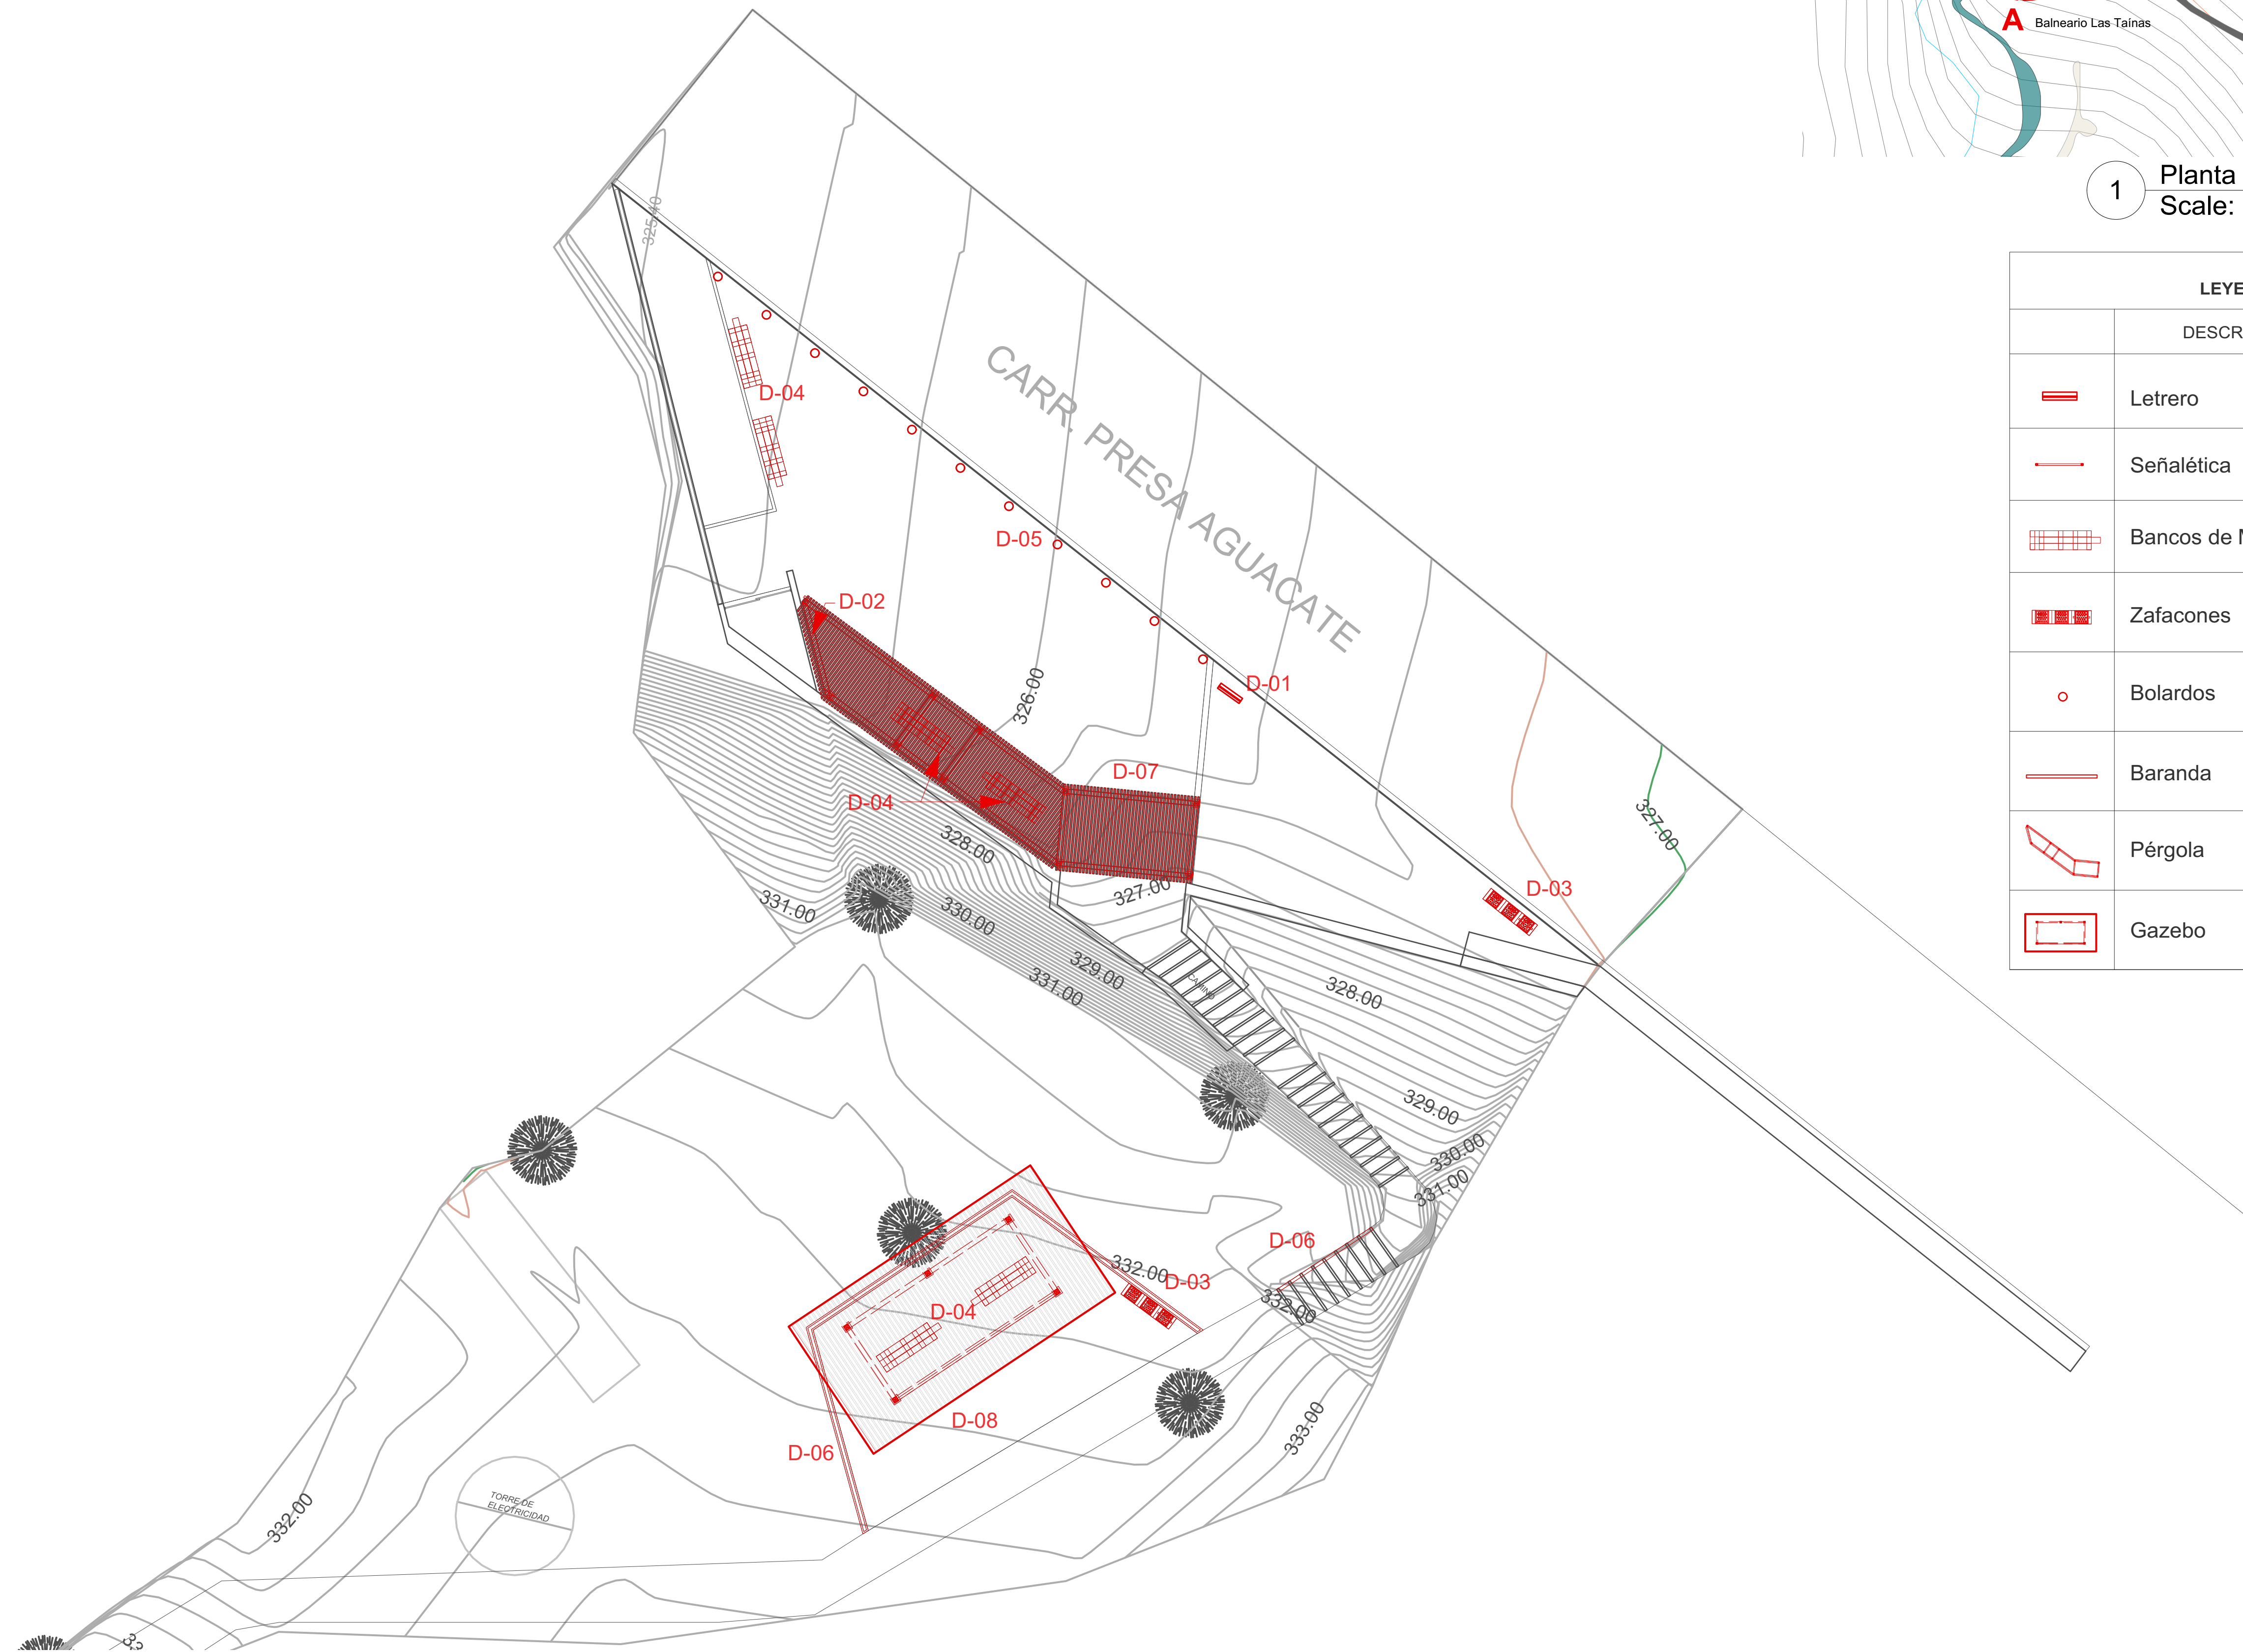 A Balneario Las Taínas
1 Planta
Scale:
LEYE
DESCR
Letrero
Señalética
Bancos de
Zafacones
Bolardos
Baranda
Pérgola
Gazebo
325.40
D-04
CARR. PRESA AGUACATE
D-05
D-02
326.00
D-01
D-07
D-04
327.00
328.00
D-03
327.00
331.00
330.00
329.00
331.00
CAMINO
328.00
329.00
330.00
331.00
D-06
332.00
D-03
332.00
D-04
D-08
D-06
333.00
TORRE DE
ELECTRICIDAD
332.00